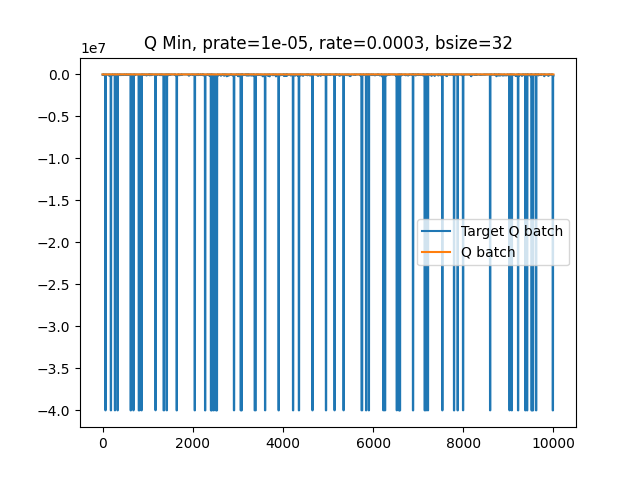 Q Min, prate=1e-05, rate=0.0003, bsize=32
1e7
0.0
−0.5
−1.0
−1.5
−2.0
−2.5
−3.0
−3.5
−4.0
Target Q batch
Q batch
0 2000 4000 6000 8000 10000